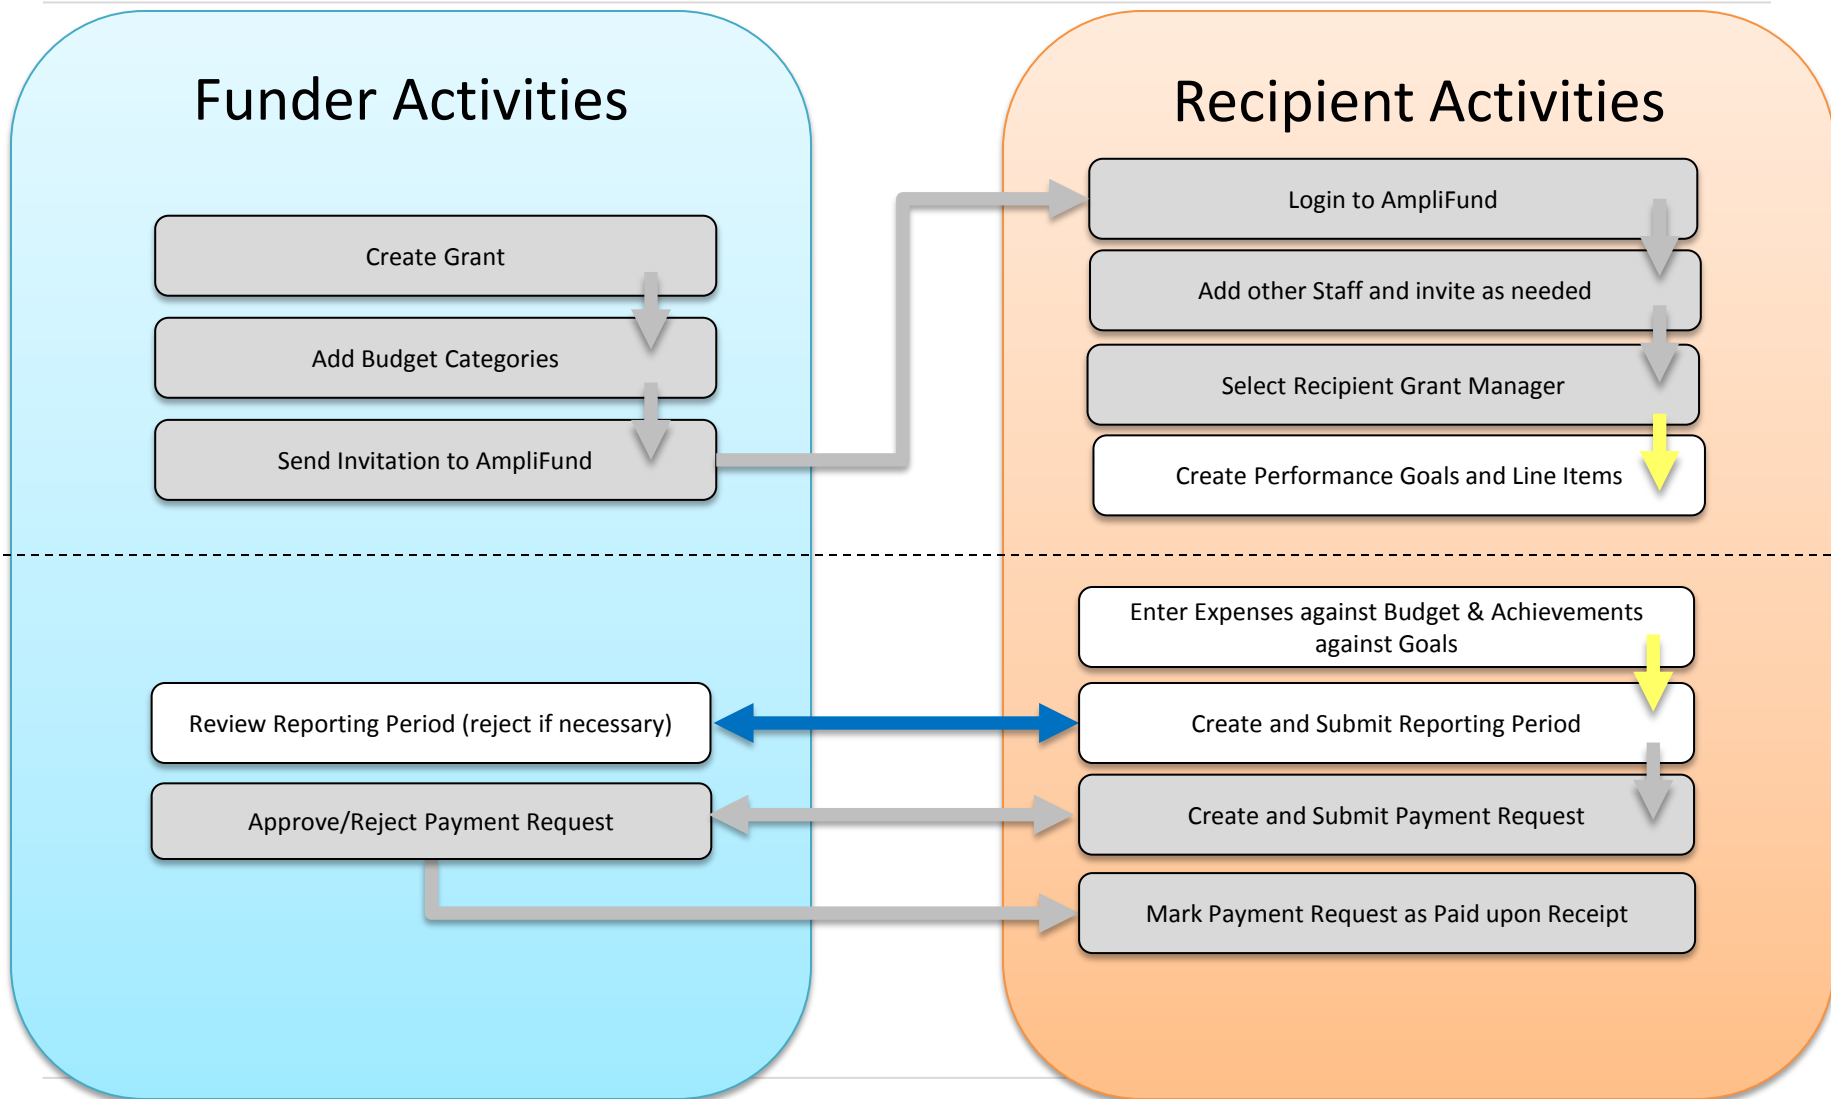 Funder Activities
Create Grant
Add Budget Categories
Send Invitation to AmpliFund
Review Reporting Period (reject if necessary)
Approve/Reject Payment Request
Recipient Activities
Login to AmpliFund
Add other Staff and invite as needed
Select Recipient Grant Manager
Create Performance Goals and Line Items
Enter Expenses against Budget & Achievements
against Goals
Create and Submit Reporting Period
Create and Submit Payment Request
Mark Payment Request as Paid upon Receipt